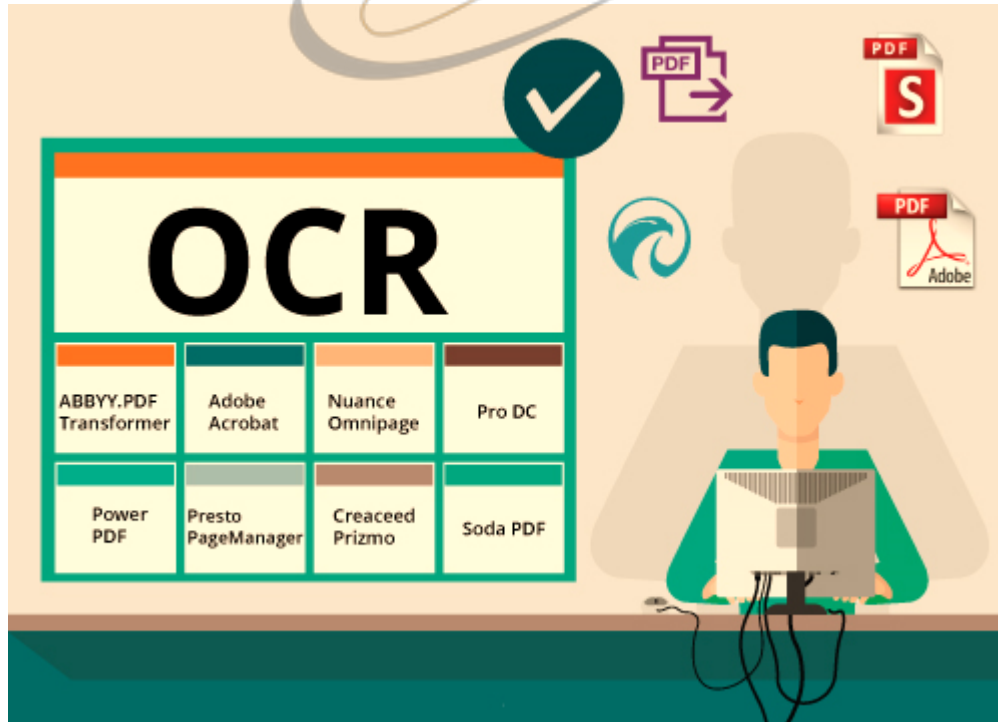 PDF
PDF
S
OCR
PDF
Adobe
ABBYY.PDF
Transformer
Adobe
Acrobat
Nuance
Omnipage
Pro DC
Power
PDF
Presto
PageManager
Creaceed
Prizmo
Soda PDF